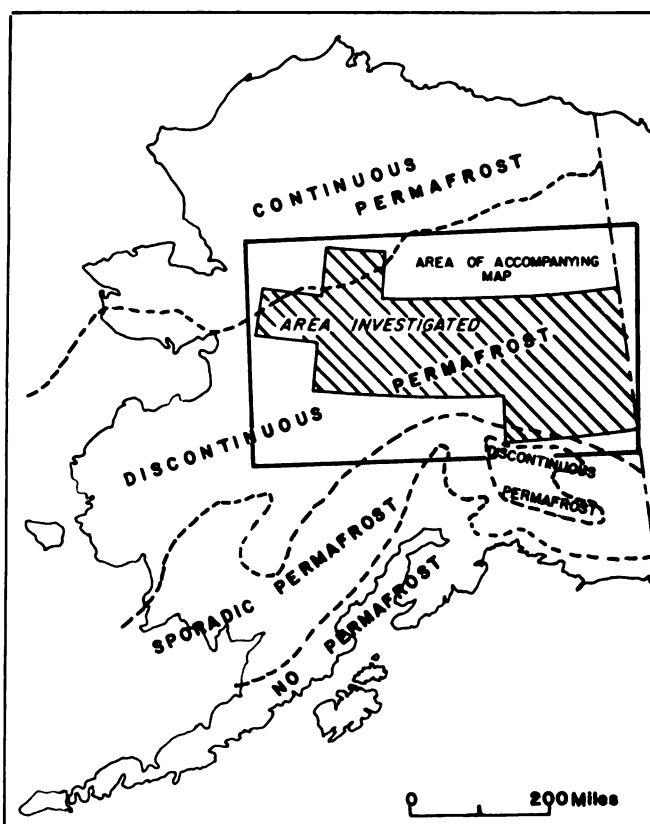 CONTINUOUS PERMAFROST
AREA OF ACCOMPANYING
MAP
AREA INVESTIGATED
DISCONTINUOUS PERMAFROST
DISCONTINUOUS
PERMAFROST
SPORADIC PERMAFROST
NO PERMAFROST
0 200 Miles